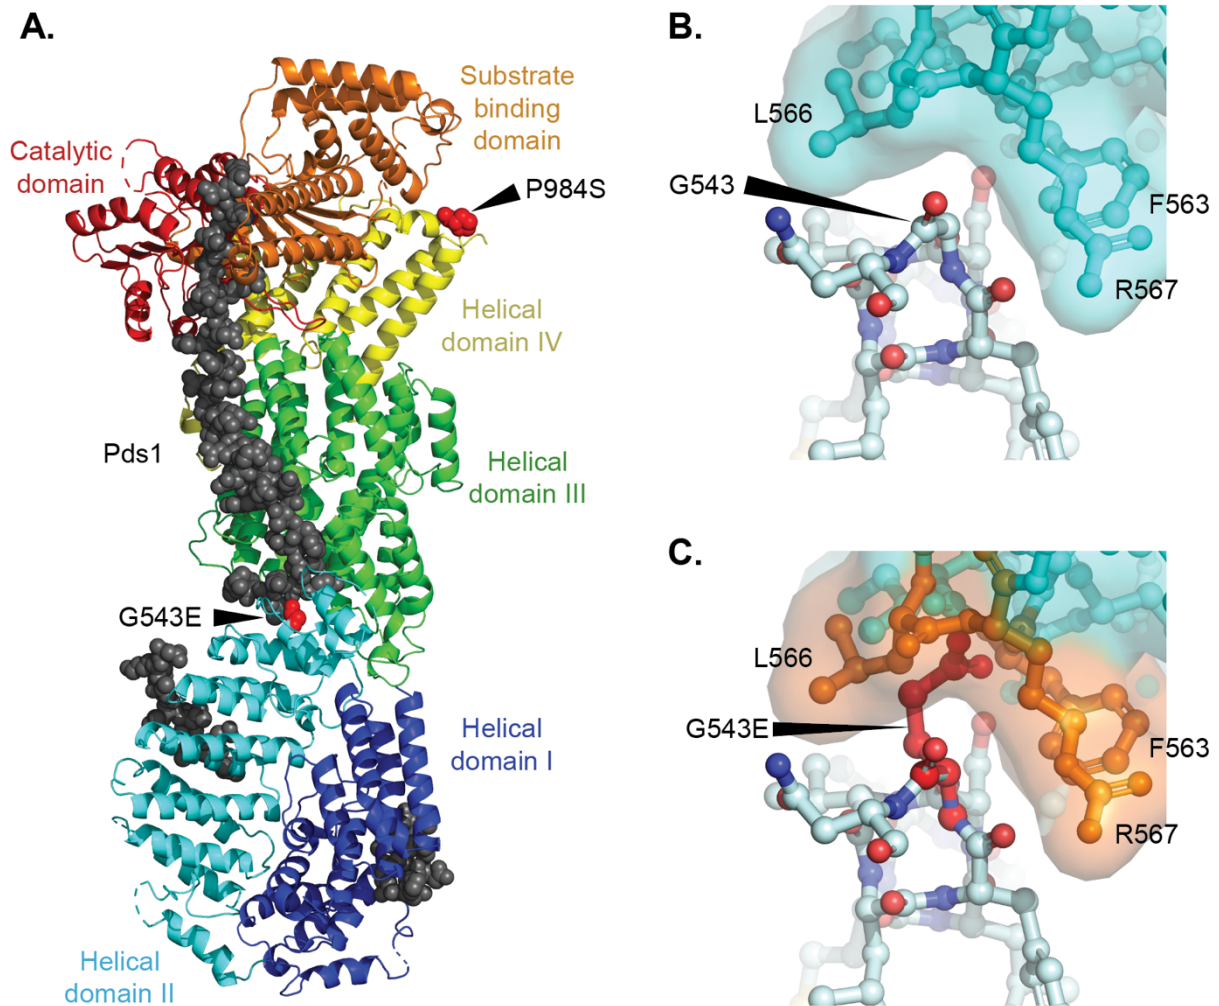 A.
Substrate
binding
domain
Catalytic
domain
P984S
Helical
domain IV
Pds1
Helical
domain III
G543E
Helical
domain I
Helical
domain II
B.
L566
G543
F563
R567
C.
L566
G543E
F563
R567